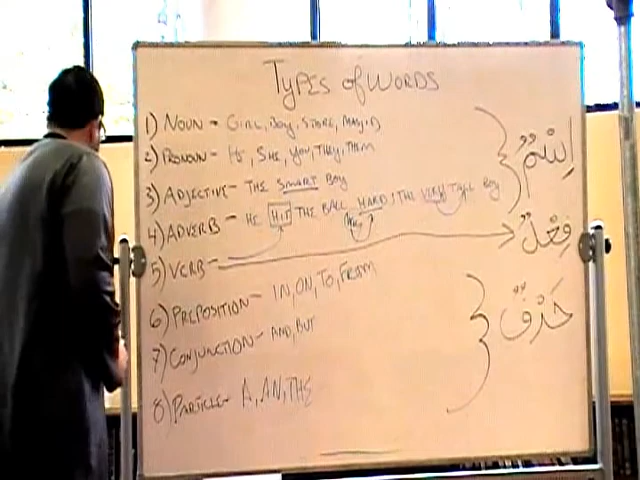 TYPES OF WORDS
1) NOUN - GIRL, BOY, STORE, MASJID
2) PRONOUN - HE, SHE, YOU, THEY, THEM
3) ADJECTIVE - THE SMART BOY
4) ADVERB - HE HIT THE BALL HARD, THE VERY TALL BOY
5) VERB -
6) PREPOSITION - IN, ON, TO, FROM
7) CONJUNCTION - AND, BUT
8) PARTICLE - A, AN, THE
اِسْمٌ
فِعْلٌ
حَرْفٌ